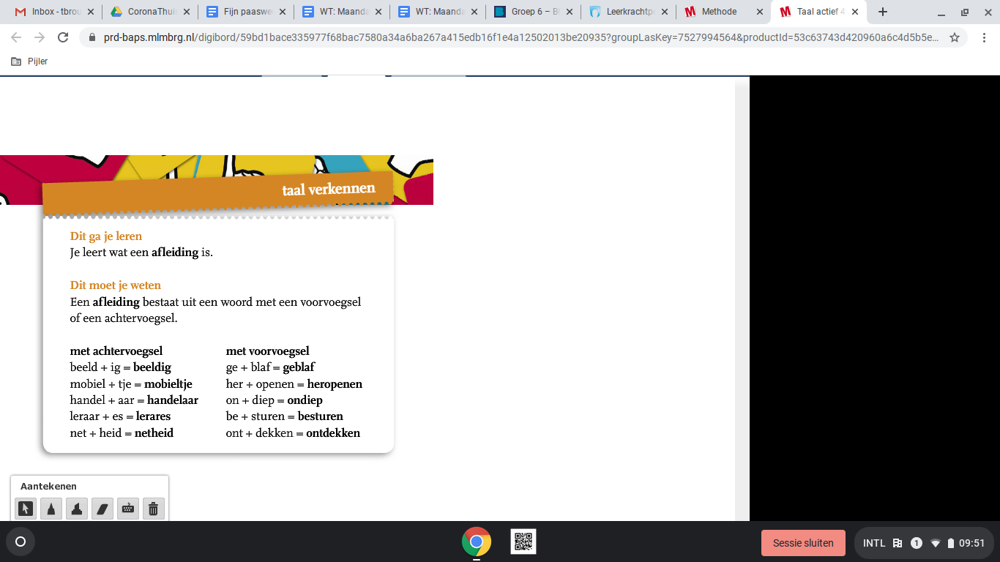 Inbox - tbrou
CoronaThuis
Fijn paaswee
WT: Maanda
WT: Maanda
Groep 6 – B
Leerkrachtp
Methode
Taal actief 4
prd-baps.mlmbrg.nl/digibord/59bd1bace335977f68bac7580a34a6ba267a415edb16f1e4a12502013be20935?groupLasKey=7527994564&productId=53c63743d420960a6c4d5b5e...
Pijler
taal verkennen
Dit ga je leren
Je leert wat een afleiding is.
Dit moet je weten
Een afleiding bestaat uit een woord met een voorvoegsel
of een achtervoegsel.
met achtervoegsel
beeld + ig = beeldig
mobiel + tje = mobieltje
handel + aar = handelaar
leraar + es = lerares
net + heid = netheid
met voorvoegsel
ge + blaf = geblaf
her + openen = heropenen
on + diep = ondiep
be + sturen = besturen
ont + dekken = ontdekken
Aantekenen
Sessie sluiten
INTL 1 09:51